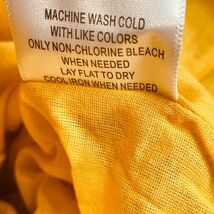 MACHINE WASH COLD
WITH LIKE COLORS
ONLY NON-CHLORINE BLEACH
WHEN NEEDED
LAY FLAT TO DRY
COOL IRON WHEN NEEDED